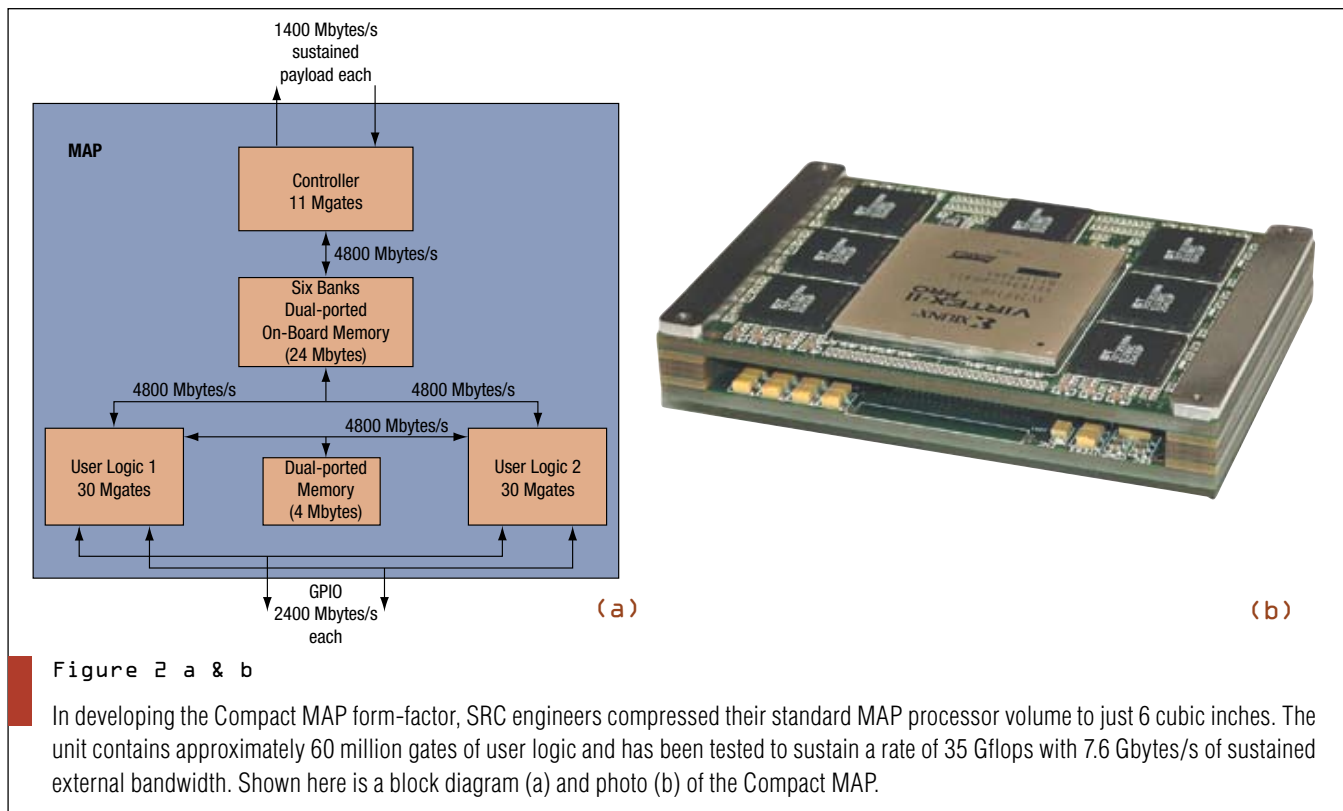 1400 Mbytes/s
sustained
payload each
MAP
Controller
11 Mgates
4800 Mbytes/s
Six Banks
Dual-ported
On-Board Memory
(24 Mbytes)
4800 Mbytes/s
4800 Mbytes/s
4800 Mbytes/s
User Logic 1
30 Mgates
Dual-ported
Memory
(4 Mbytes)
User Logic 2
30 Mgates
GPIO
2400 Mbytes/s
each
(a)
XILINX
VIRTEX-II PRO
(b)
Figure 2 a & b
In developing the Compact MAP form-factor, SRC engineers compressed their standard MAP processor volume to just 6 cubic inches. The
unit contains approximately 60 million gates of user logic and has been tested to sustain a rate of 35 Gflops with 7.6 Gbytes/s of sustained
external bandwidth. Shown here is a block diagram (a) and photo (b) of the Compact MAP.